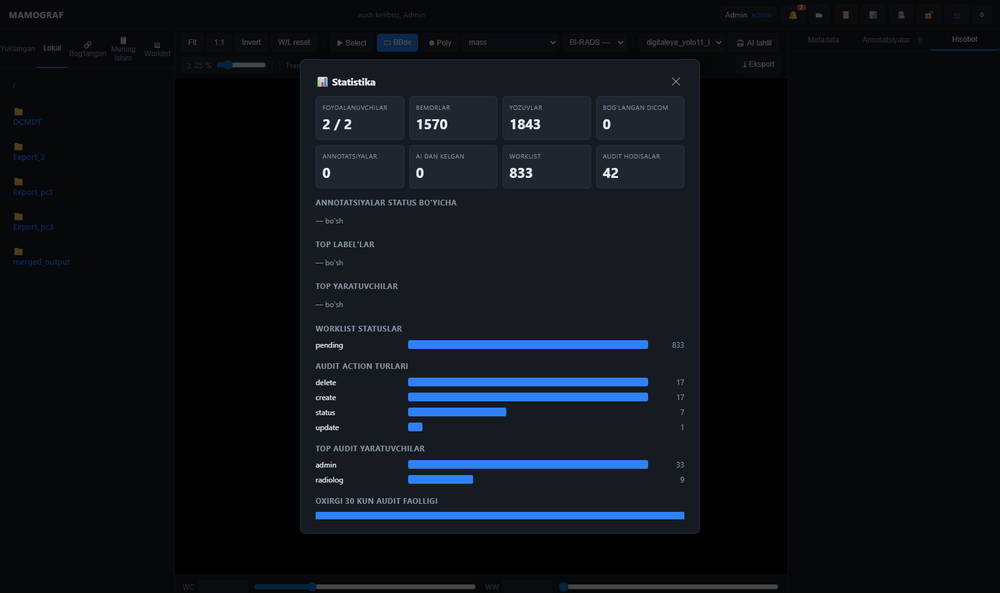 MAMOGRAF
xush kelibsiz, Admin
Admin ADMIN
2
Yuklangan
Lokal
Bog'langan
Mening ishim
Worklist
Fit
1:1
Invert
W/L reset
Select
BBox
Poly
mass
BI-RADS —
digitaleye_yolo11_l
AI tahlil
≥ 25 %
Fran
Eksport
Metadata
Annotatsiyalar 0
Hisobot
/
DCMDT
Export_2
Export_pc1
Export_pc3
merged_output
Statistika
FOYDALANUVCHILAR
2 / 2
BEMORLAR
1570
YOZUVLAR
1843
BOG'LANGAN DICOM
0
ANNOTATSIYALAR
0
AI DAN KELGAN
0
WORKLIST
833
AUDIT HODISALAR
42
ANNOTATSIYALAR STATUS BO'YICHA
— bo'sh
TOP LABEL'LAR
— bo'sh
TOP YARATUVCHILAR
— bo'sh
WORKLIST STATUSLAR
pending 833
AUDIT ACTION TURLARI
delete 17
create 17
status 7
update 1
TOP AUDIT YARATUVCHILAR
admin 33
radiolog 9
OXIRGI 30 KUN AUDIT FAOLLIGI
WC
WW